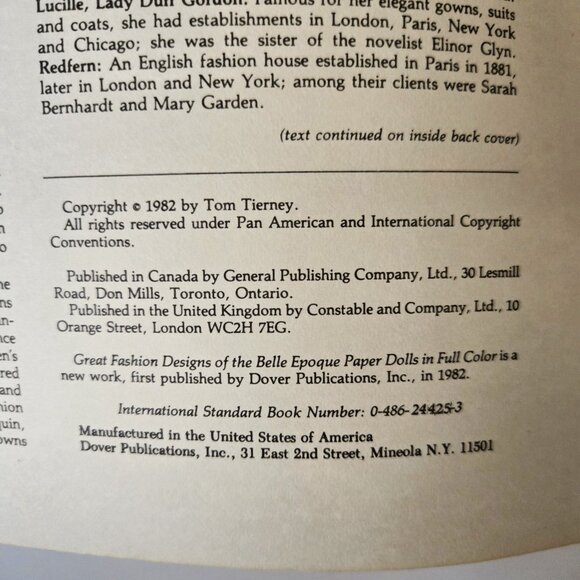 Lucille, Lady Duff Gordon: Famous for her elegant gowns, suits
and coats, she had establishments in London, Paris, New York
and Chicago; she was the sister of the novelist Elinor Glyn.
Redfern: An English fashion house established in Paris in 1881,
later in London and New York; among their clients were Sarah
Bernhardt and Mary Garden.
(text continued on inside back cover)
Copyright © 1982 by Tom Tierney.
All rights reserved under Pan American and International Copyright
Conventions.
Published in Canada by General Publishing Company, Ltd., 30 Lesmill
Road, Don Mills, Toronto, Ontario.
Published in the United Kingdom by Constable and Company, Ltd., 10
Orange Street, London WC2H 7EG.
Great Fashion Designs of the Belle Epoque Paper Dolls in Full Color is a
new work, first published by Dover Publications, Inc., in 1982.
International Standard Book Number: 0-486-24425-3
Manufactured in the United States of America
Dover Publications, Inc., 31 East 2nd Street, Mineola N.Y. 11501